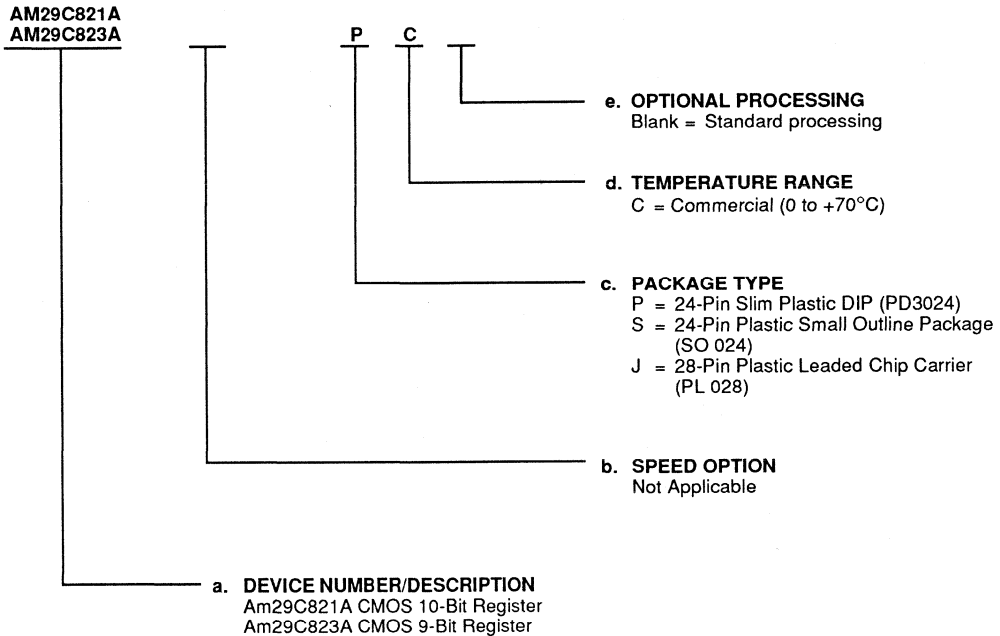 AM29C821A
AM29C823A
P C
e. OPTIONAL PROCESSING
Blank = Standard processing
d. TEMPERATURE RANGE
C = Commercial (0 to +70°C)
c. PACKAGE TYPE
P = 24-Pin Slim Plastic DIP (PD3024)
S = 24-Pin Plastic Small Outline Package
(SO 024)
J = 28-Pin Plastic Leaded Chip Carrier
(PL 028)
b. SPEED OPTION
Not Applicable
a. DEVICE NUMBER/DESCRIPTION
Am29C821A CMOS 10-Bit Register
Am29C823A CMOS 9-Bit Register